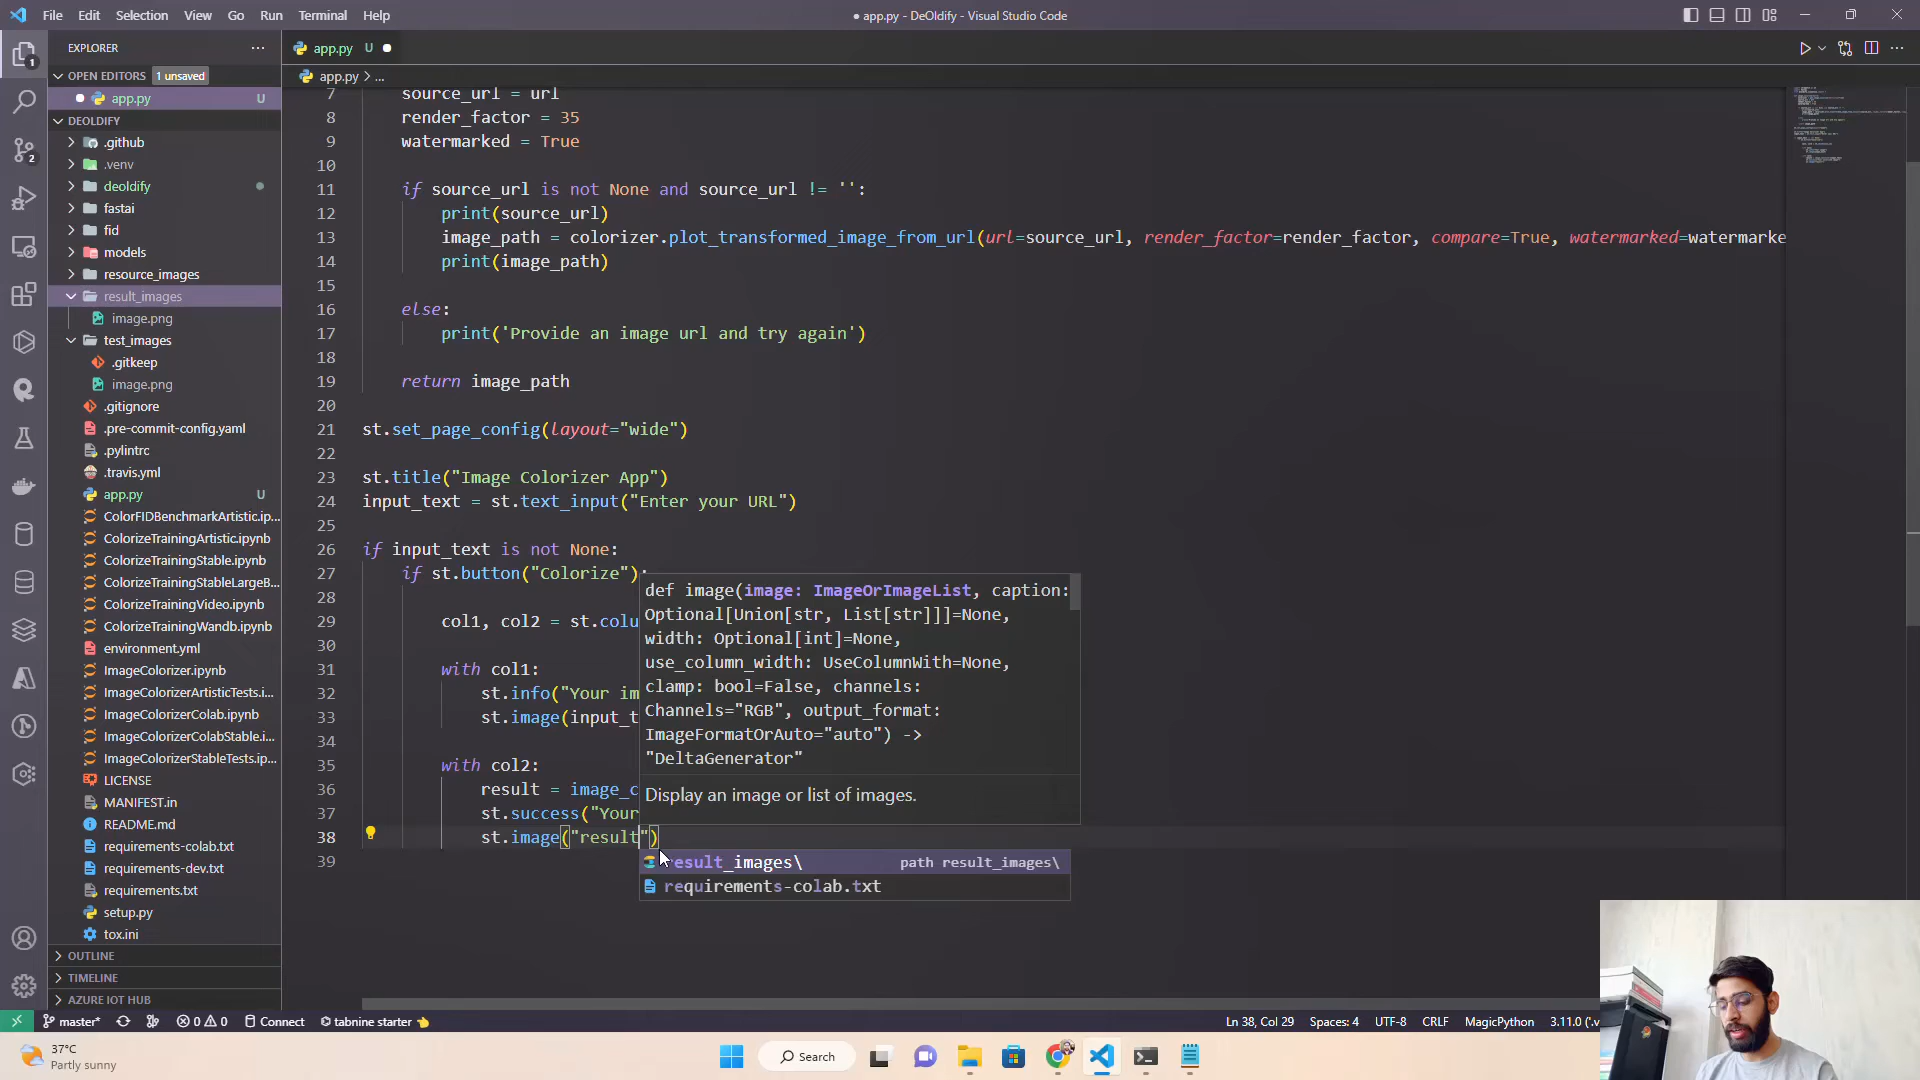 File Edit Selection View Go Run Terminal Help
● app.py - DeOldify - Visual Studio Code
EXPLORER
OPEN EDITORS 1 unsaved
app.py U
DEOLDIFY
.github
.venv
deoldify
fastai
fid
models
resource_images
result_images
image.png
test_images
.gitkeep
image.png
.gitignore
.pre-commit-config.yaml
.pylintrc
.travis.yml
app.py U
ColorFIDBenchmarkArtistic.ip...
ColorizeTrainingArtistic.ipynb
ColorizeTrainingStable.ipynb
ColorizeTrainingStableLargeB...
ColorizeTrainingVideo.ipynb
ColorizeTrainingWandb.ipynb
environment.yml
ImageColorizer.ipynb
ImageColorizerArtisticTests.i...
ImageColorizerColab.ipynb
ImageColorizerColabStable.i...
ImageColorizerStableTests.ip...
LICENSE
MANIFEST.in
README.md
requirements-colab.txt
requirements-dev.txt
requirements.txt
setup.py
tox.ini
OUTLINE
TIMELINE
AZURE IOT HUB
app.py U
app.py > ...
7 source_url = url
8 render_factor = 35
9 watermarked = True
10
11 if source_url is not None and source_url != '':
12 print(source_url)
13 image_path = colorizer.plot_transformed_image_from_url(url=source_url, render_factor=render_factor, compare=True, watermarked=watermarke
14 print(image_path)
15
16 else:
17 print('Provide an image url and try again')
18
19 return image_path
20
21 st.set_page_config(layout="wide")
22
23 st.title("Image Colorizer App")
24 input_text = st.text_input("Enter your URL")
25
26 if input_text is not None:
27 if st.button("Colorize"):
28
29 col1, col2 = st.colu
30
31 with col1:
32 st.info("Your im
33 st.image(input_t
34
35 with col2:
36 result = image_c
37 st.success("Your
38 st.image("result")
39
def image(image: ImageOrImageList, caption:
Optional[Union[str, List[str]]]=None,
width: Optional[int]=None,
use_column_width: UseColumnWith=None,
clamp: bool=False, channels:
Channels="RGB", output_format:
ImageFormatOrAuto="auto") ->
"DeltaGenerator"
Display an image or list of images.
result_images\ path result_images\
requirements-colab.txt
master* 0 0 Connect tabnine starter
Ln 38, Col 29 Spaces: 4 UTF-8 CRLF MagicPython 3.11.0 ('.v
37°C
Partly sunny
Search